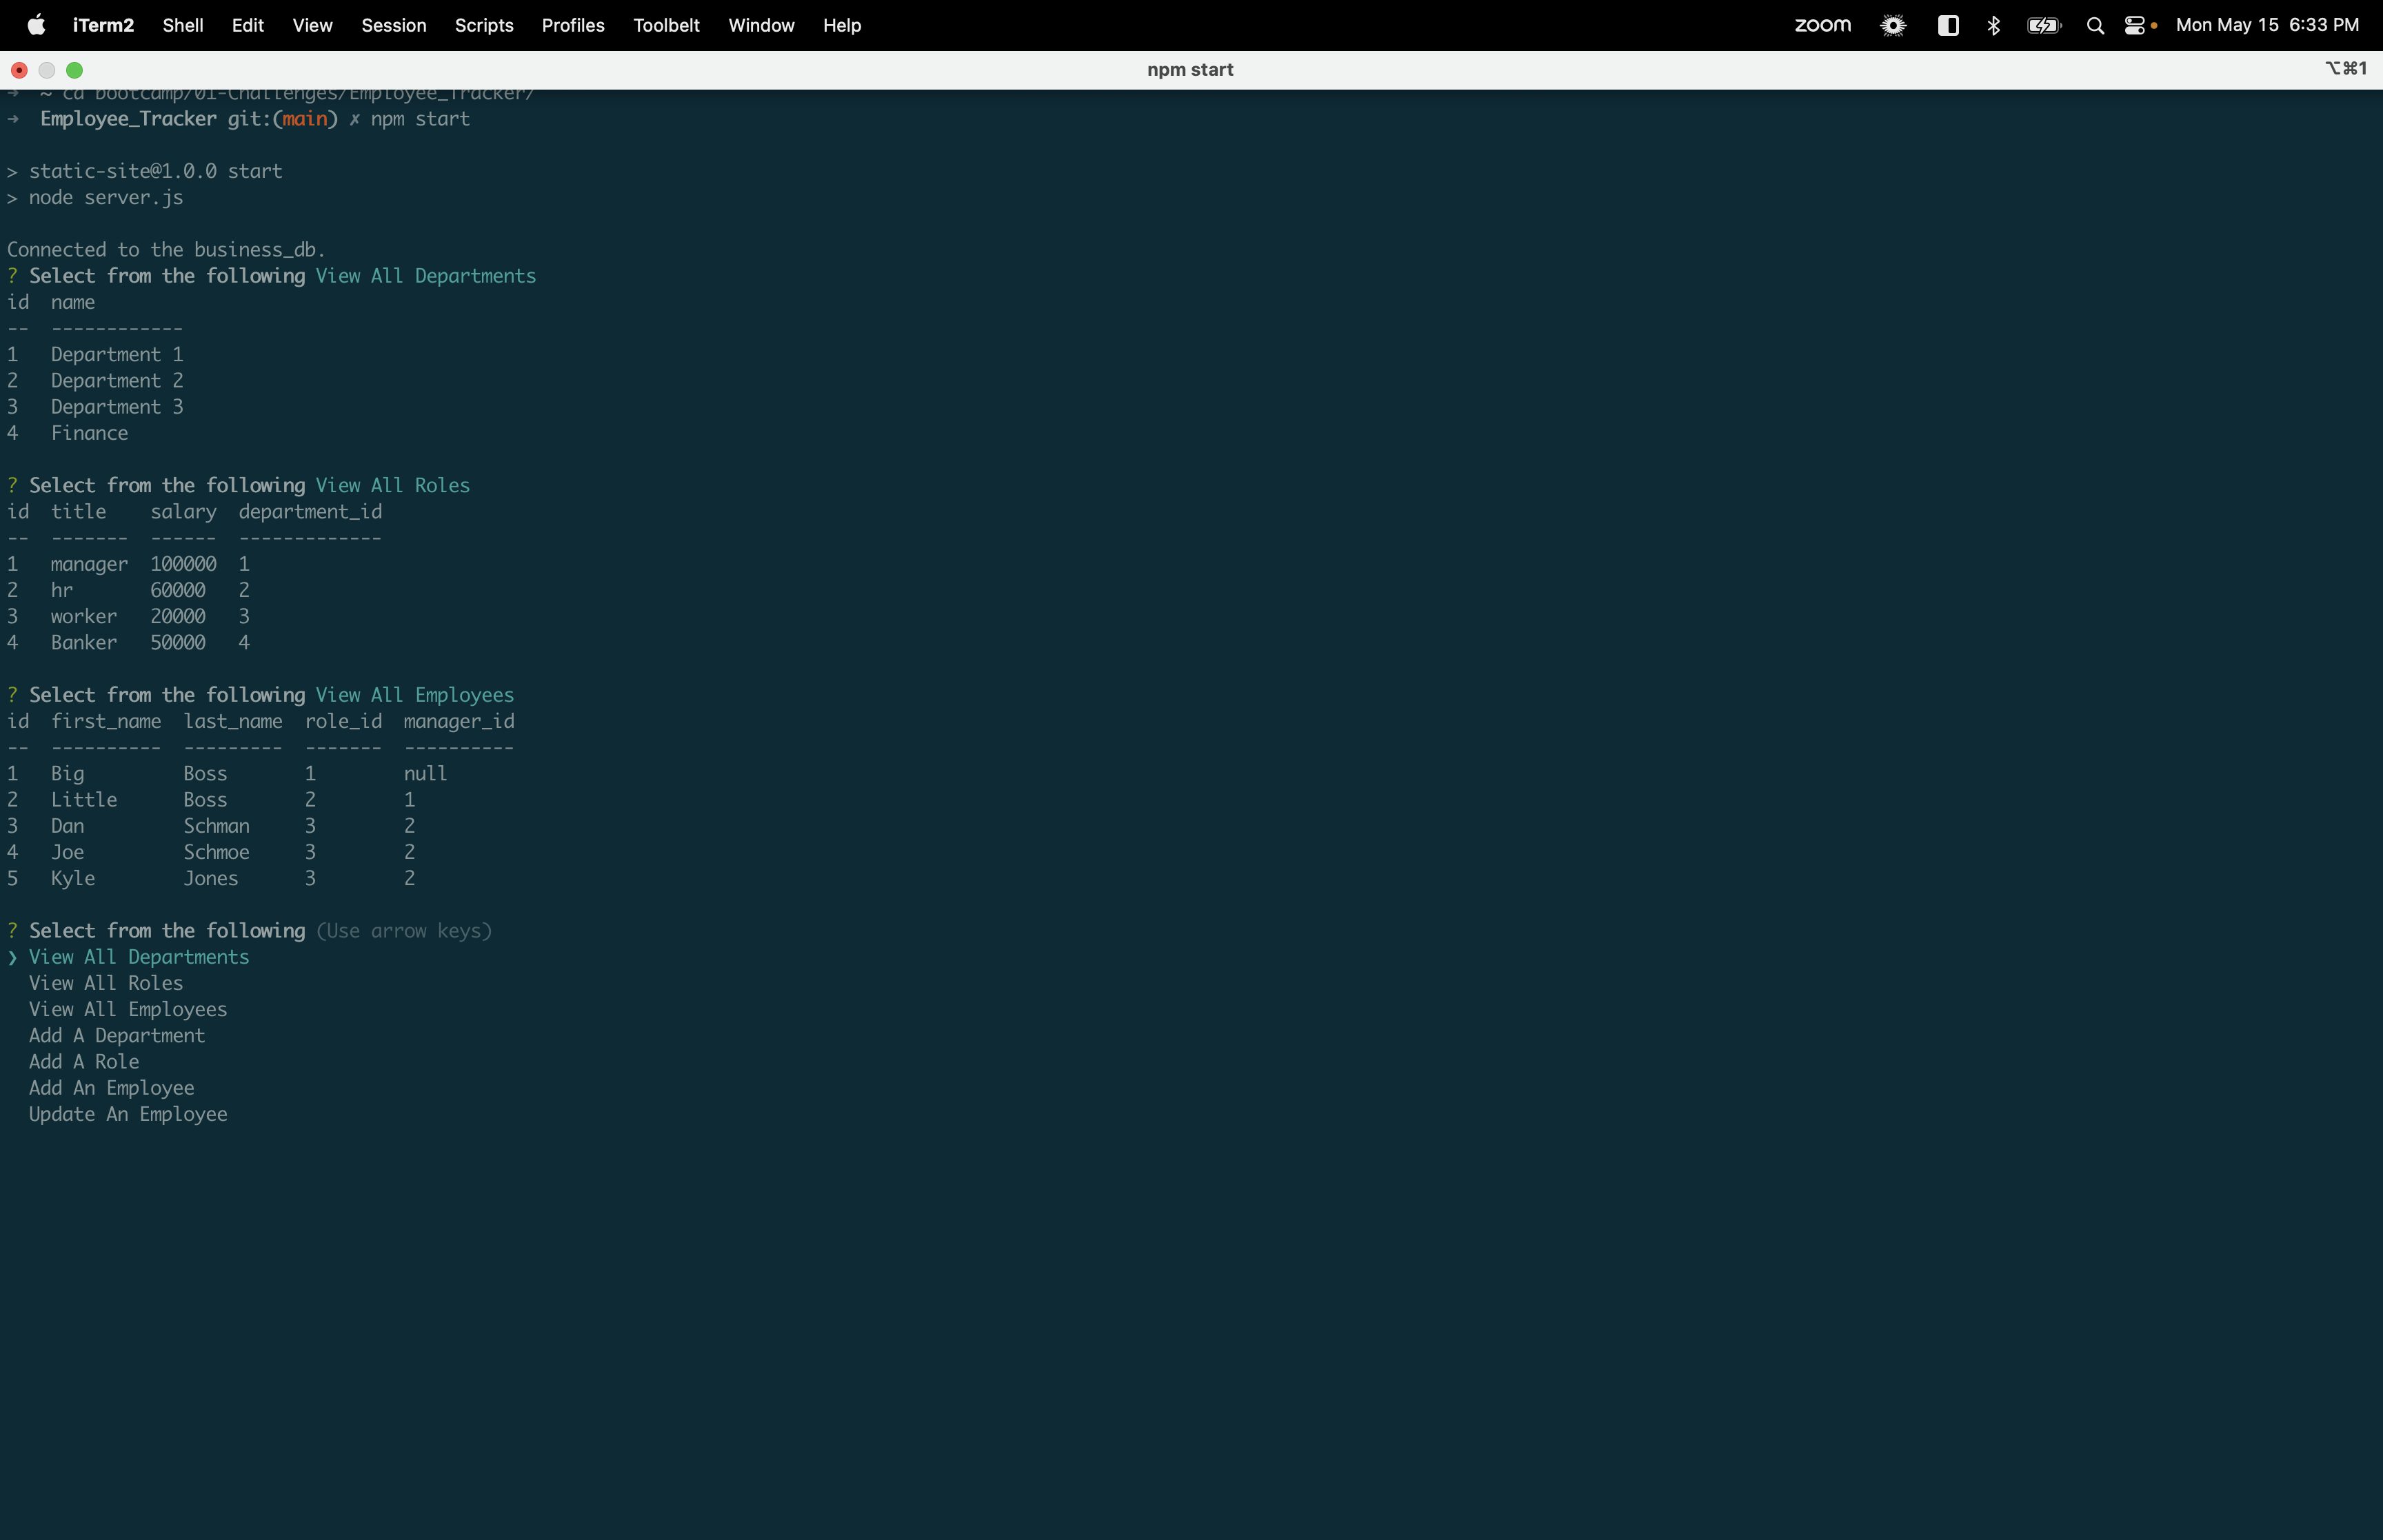 iTerm2 Shell Edit View Session Scripts Profiles Toolbelt Window Help zoom Mon May 15 6:33 PM
npm start ⌥⌘1
→ ~ cd bootcamp/01-Challenges/Employee_Tracker/
→ Employee_Tracker git:(main) ✗ npm start
> static-site@1.0.0 start
> node server.js
Connected to the business_db.
? Select from the following View All Departments
id  name
--  ------------
1   Department 1
2   Department 2
3   Department 3
4   Finance
? Select from the following View All Roles
id  title    salary  department_id
--  -------  ------  -------------
1   manager  100000  1
2   hr       60000   2
3   worker   20000   3
4   Banker   50000   4
? Select from the following View All Employees
id  first_name  last_name  role_id  manager_id
--  ----------  ---------  -------  ----------
1   Big         Boss       1        null
2   Little      Boss       2        1
3   Dan         Schman     3        2
4   Joe         Schmoe     3        2
5   Kyle        Jones      3        2
? Select from the following (Use arrow keys)
❯ View All Departments
  View All Roles
  View All Employees
  Add A Department
  Add A Role
  Add An Employee
  Update An Employee